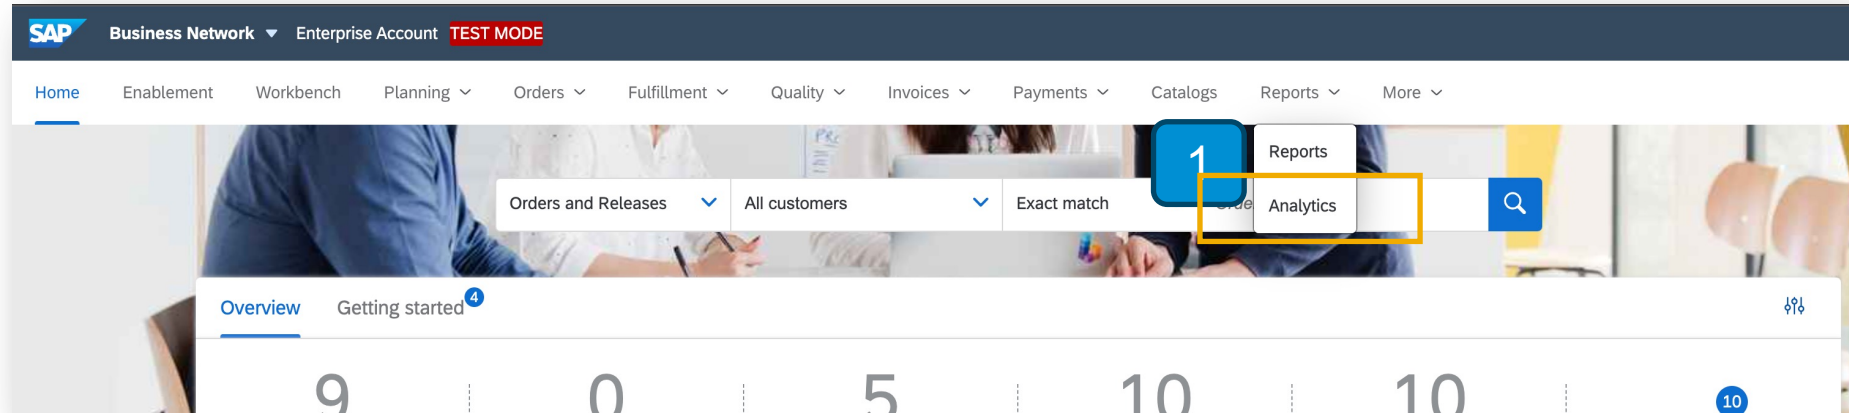 SAP Business Network Enterprise Account TEST MODE
Home Enablement Workbench Planning Orders Fulfillment Quality Invoices Payments Catalogs Reports More
1
Reports
Orders and Releases All customers Exact match Analytics
Overview Getting started 4
9 0 5 10 10 10